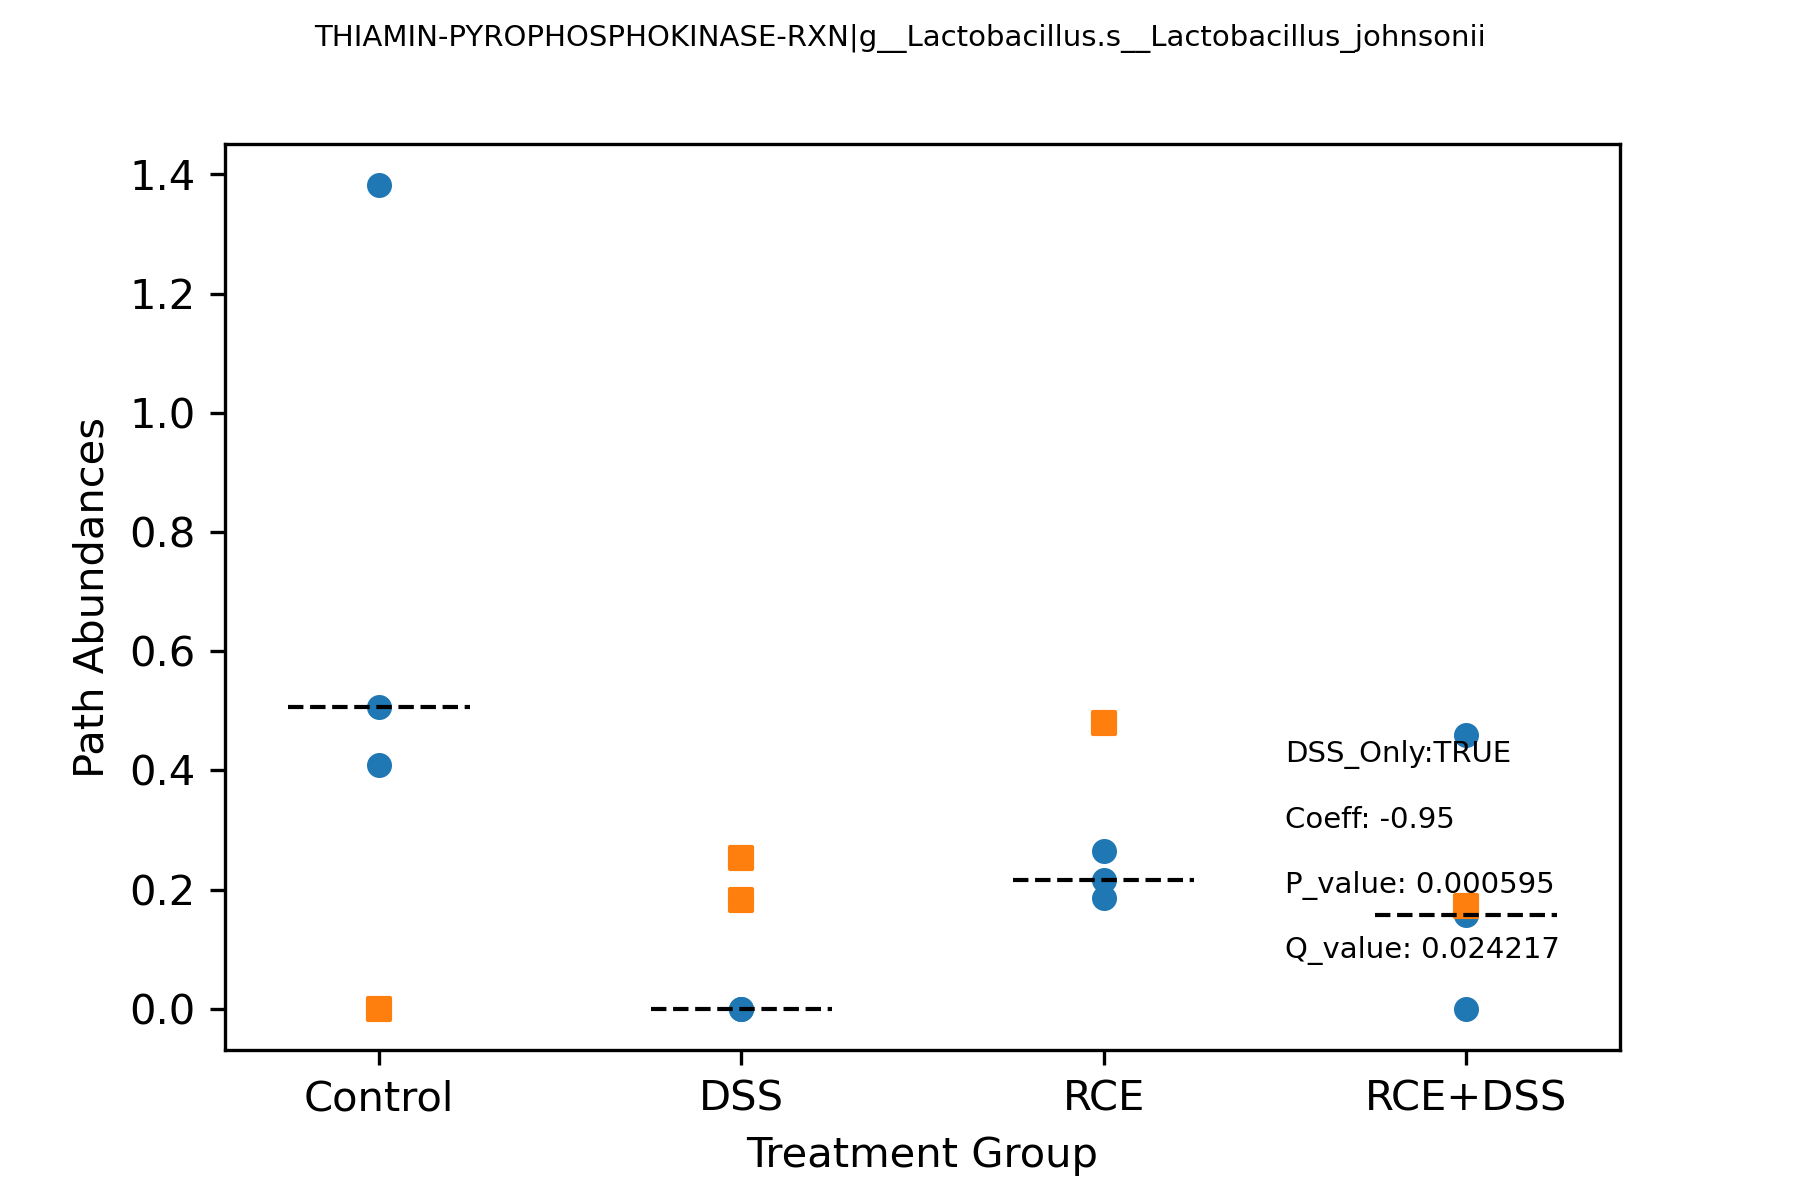 THIAMIN-PYROPHOSPHOKINASE-RXN|g__Lactobacillus.s__Lactobacillus_johnsonii
1.4
1.2
1.0
0.8
0.6
0.4
0.2
0.0
Path Abundances
DSS_Only:TRUE
Coeff: -0.95
P_value: 0.000595
Q_value: 0.024217
Control DSS RCE RCE+DSS
Treatment Group